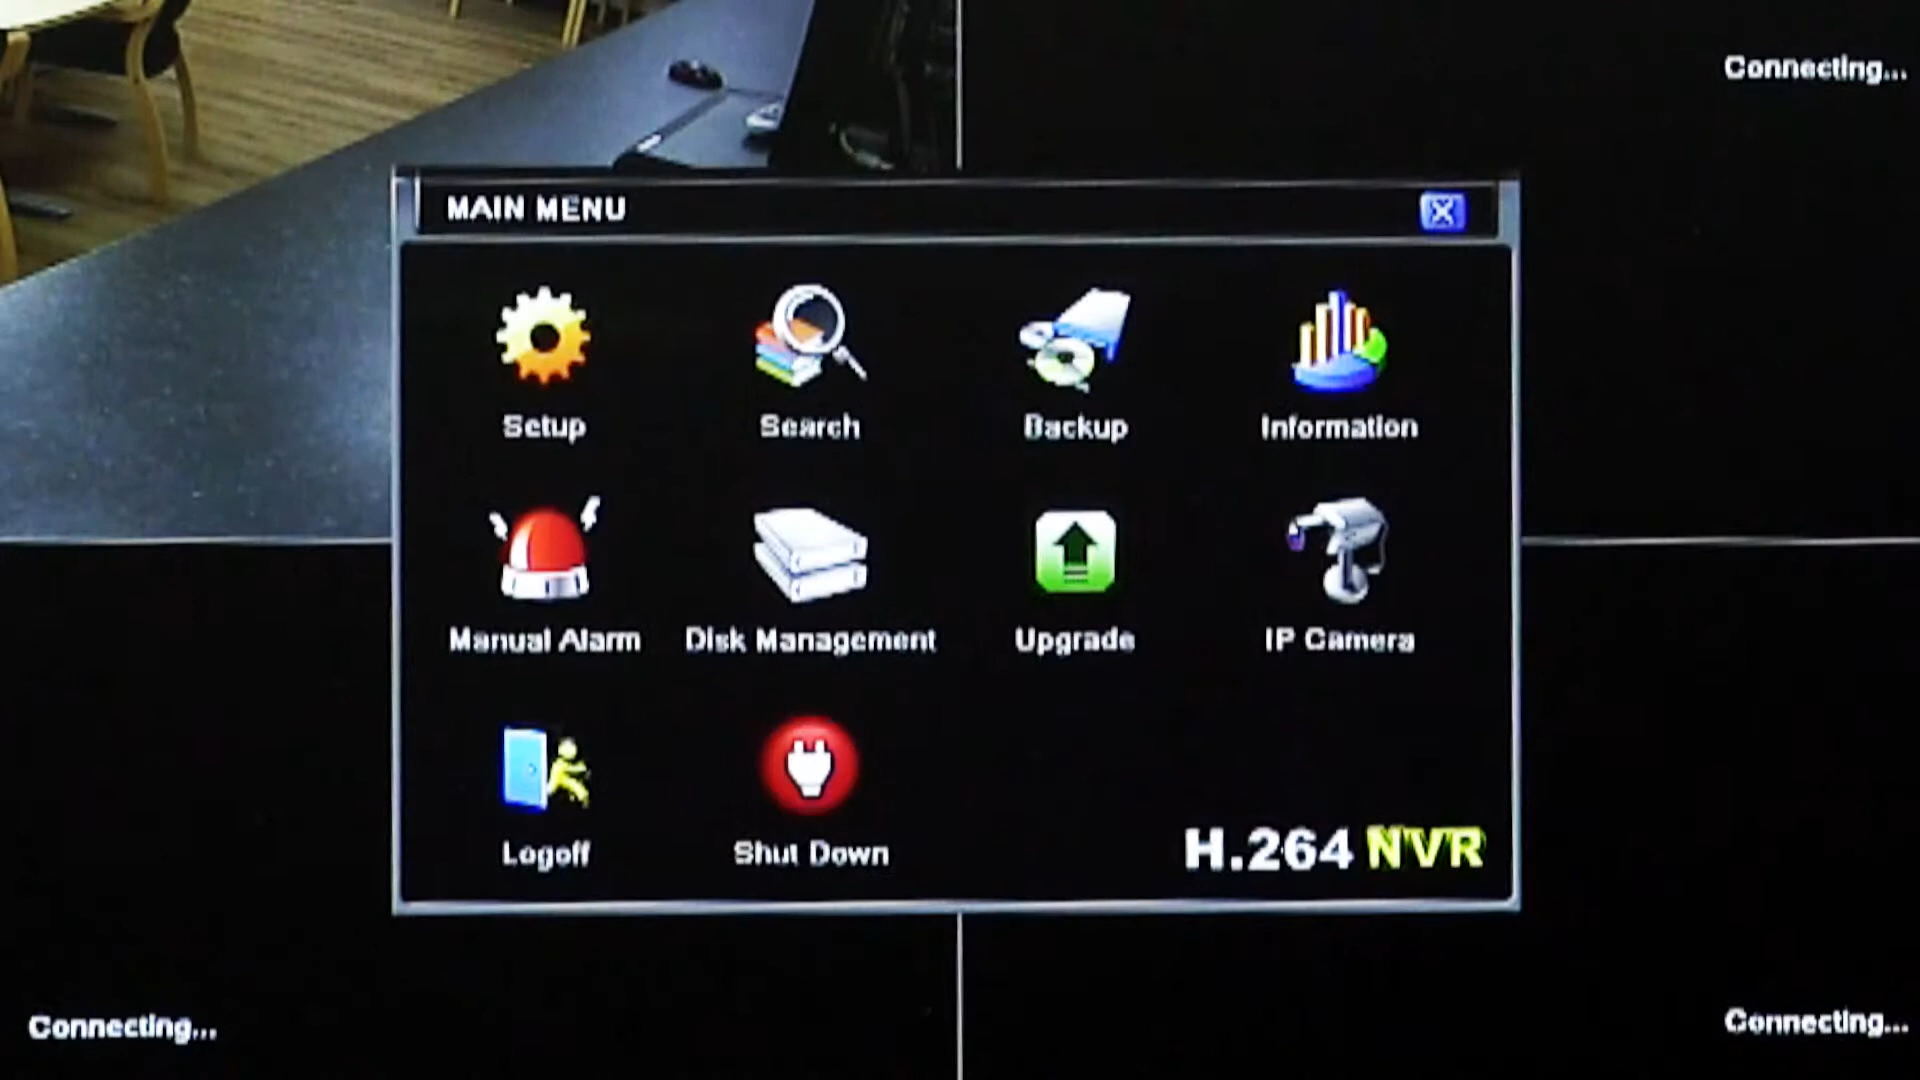 Connecting...
MAIN MENU
Setup
Search
Backup
Information
Manual Alarm
Disk Management
Upgrade
IP Camera
Logoff
Shut Down
H.264 NVR
Connecting...
Connecting...